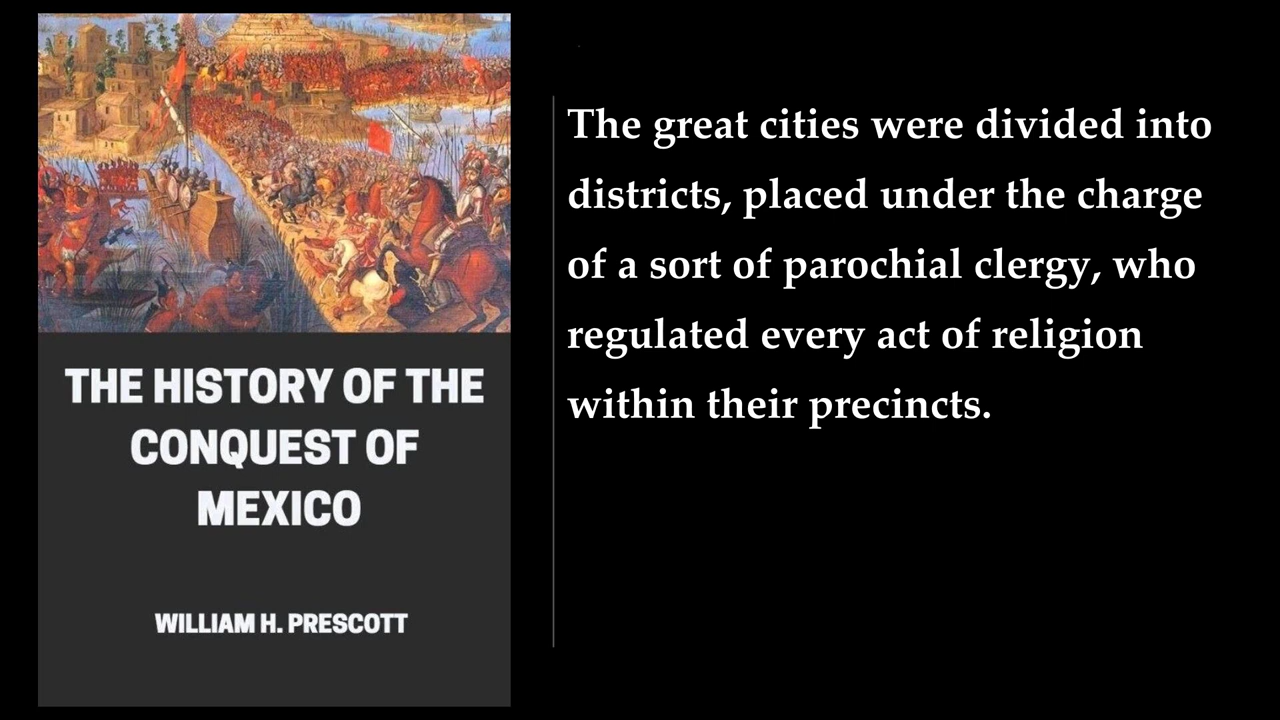 THE HISTORY OF THE
CONQUEST OF
MEXICO
WILLIAM H. PRESCOTT
The great cities were divided into
districts, placed under the charge
of a sort of parochial clergy, who
regulated every act of religion
within their precincts.